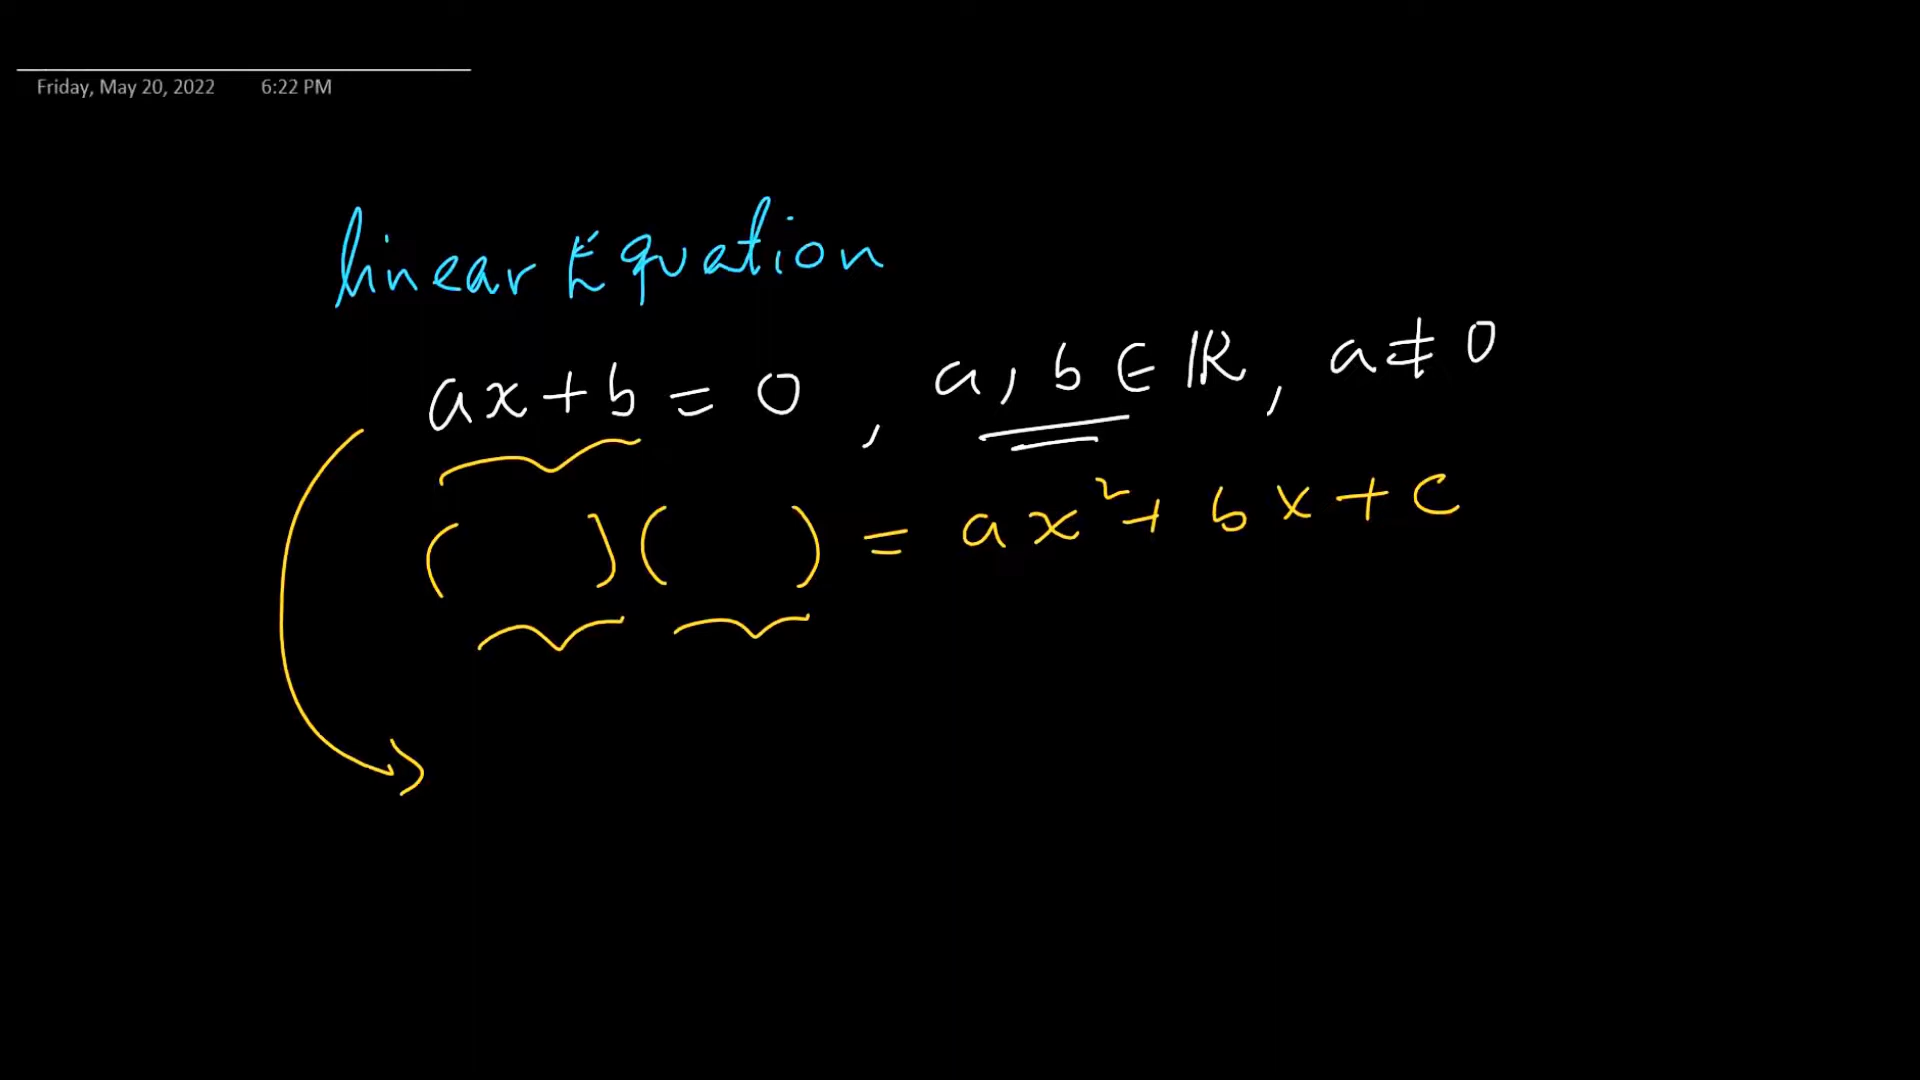 Friday, May 20, 2022 6:22 PM
linear Equation
ax + b = 0 , a, b ∈ ℝ, a ≠ 0
( ) ( ) = ax² + bx + c